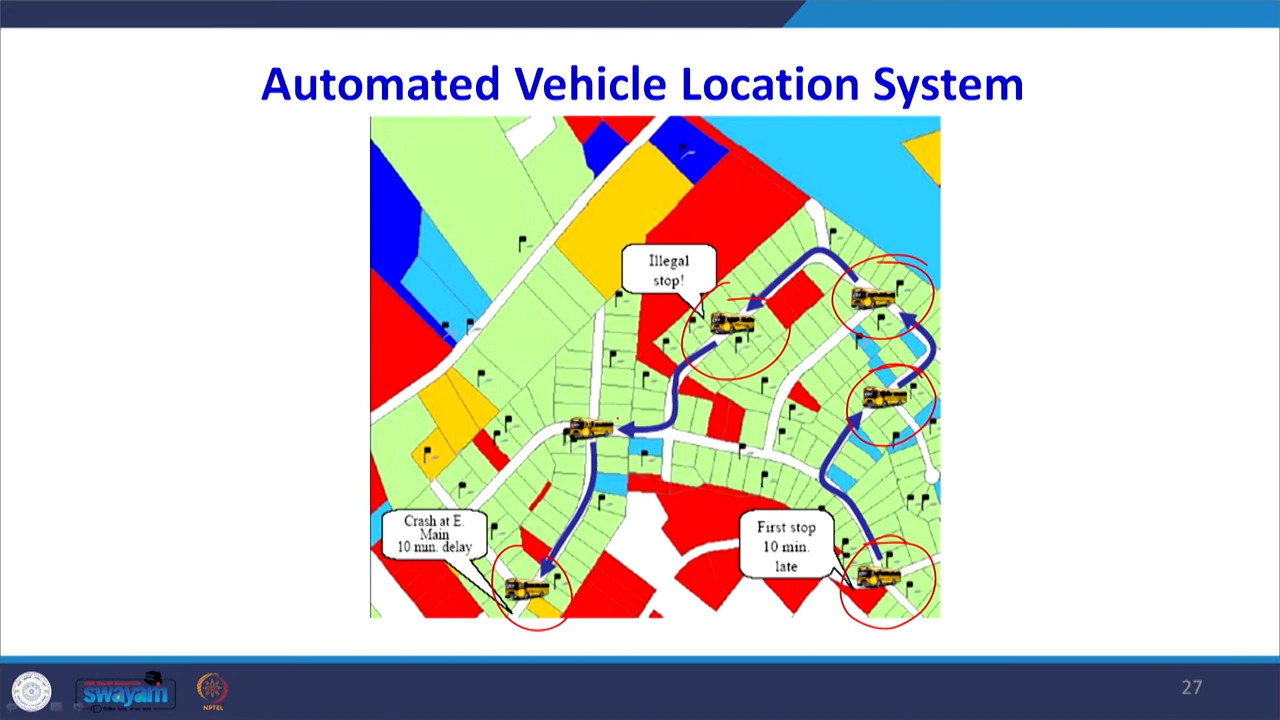 Automated Vehicle Location System
Illegal
stop!
Crash at E.
Main
10 min. delay
First stop
10 min.
late
swayam
NPTEL
27